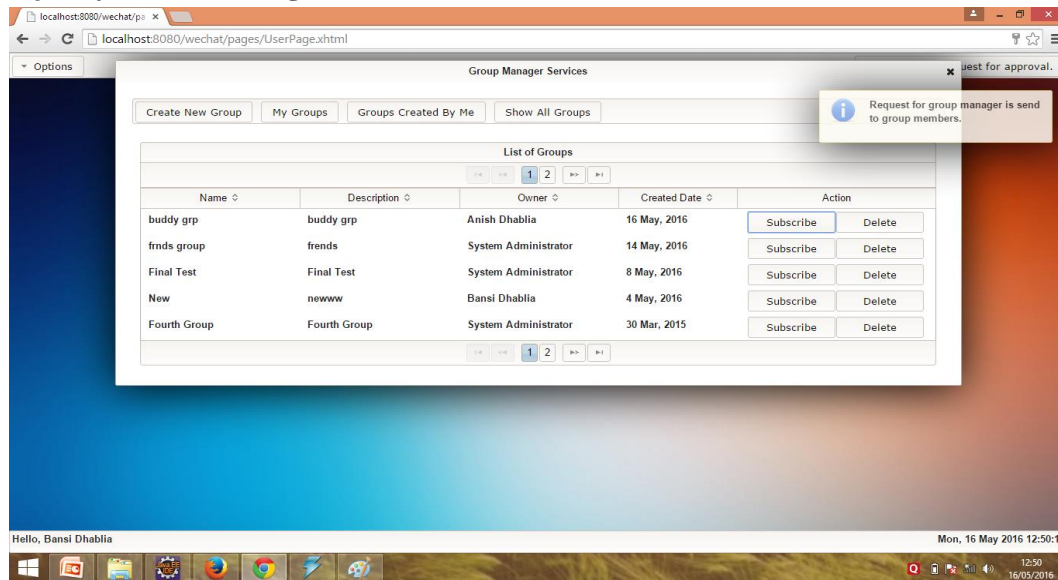 localhost:8080/wechat/pa
localhost:8080/wechat/pages/UserPage.xhtml
Options
uest for approval.
Group Manager Services
Create New Group My Groups Groups Created By Me Show All Groups
Request for group manager is send
to group members.
List of Groups
1 2
Name Description Owner Created Date Action
buddy grp buddy grp Anish Dhablia 16 May, 2016 Subscribe Delete
frnds group frends System Administrator 14 May, 2016 Subscribe Delete
Final Test Final Test System Administrator 8 May, 2016 Subscribe Delete
New newww Bansi Dhablia 4 May, 2016 Subscribe Delete
Fourth Group Fourth Group System Administrator 30 Mar, 2015 Subscribe Delete
1 2
Hello, Bansi Dhablia
Mon, 16 May 2016 12:50:1
12:50
16/05/2016